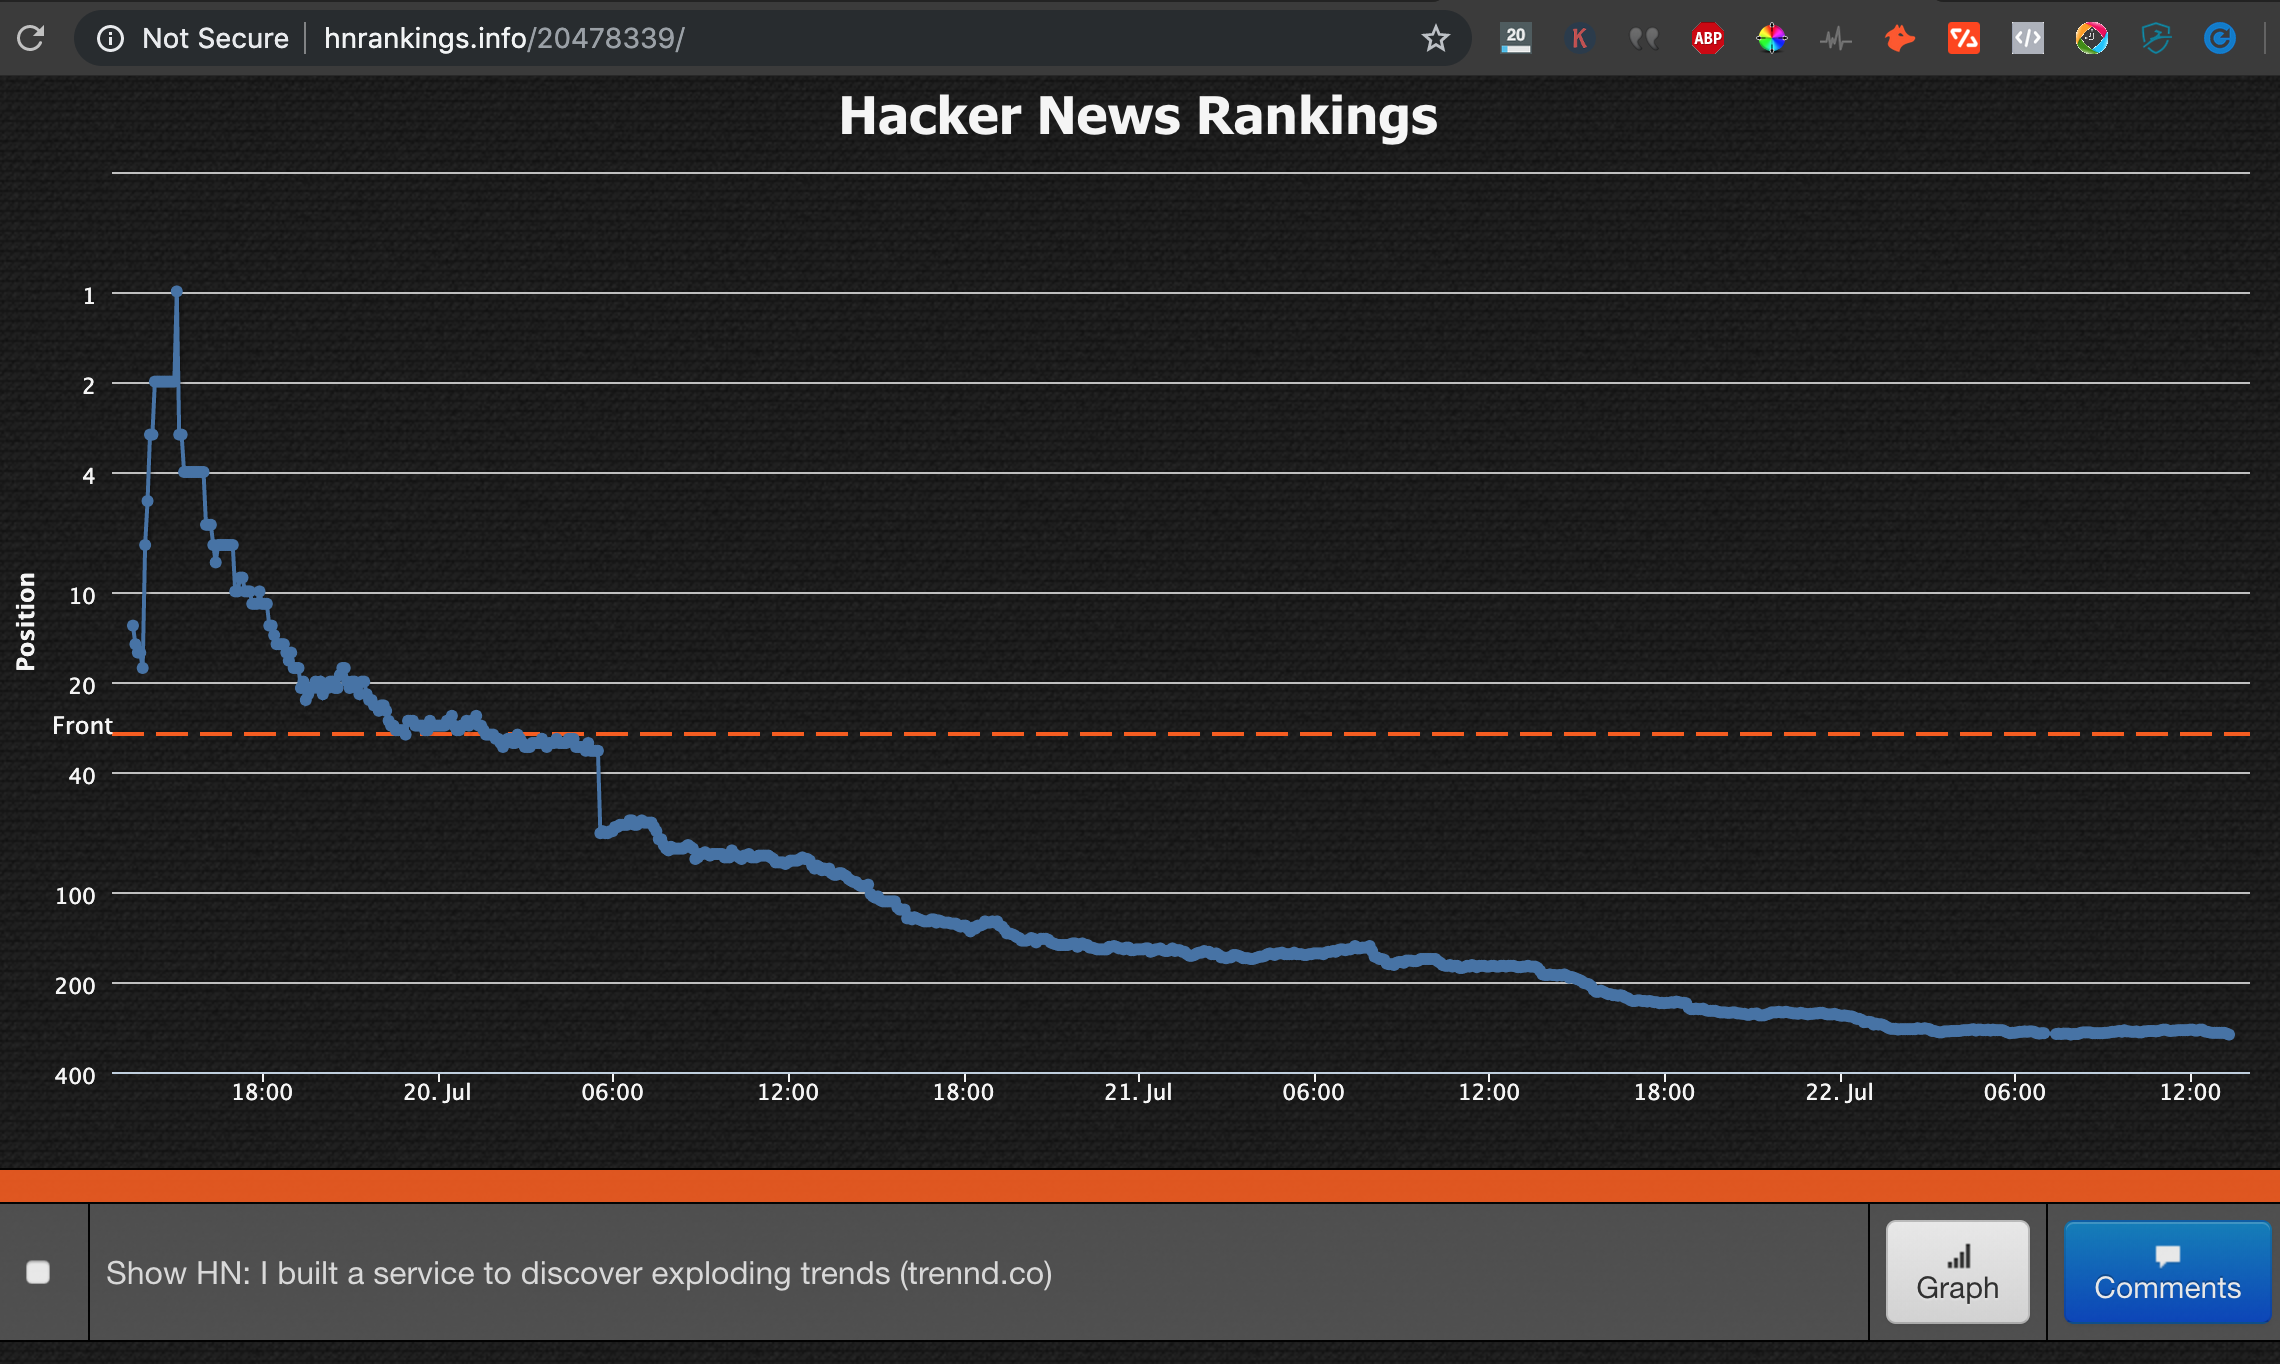 Not Secure | hnrankings.info/20478339/
20
K
ABP
</>
Hacker News Rankings
Position
1
2
4
10
20
Front
40
100
200
400
18:00 20. Jul 06:00 12:00 18:00 21. Jul 06:00 12:00 18:00 22. Jul 06:00 12:00
Show HN: I built a service to discover exploding trends (trennd.co)
Graph
Comments